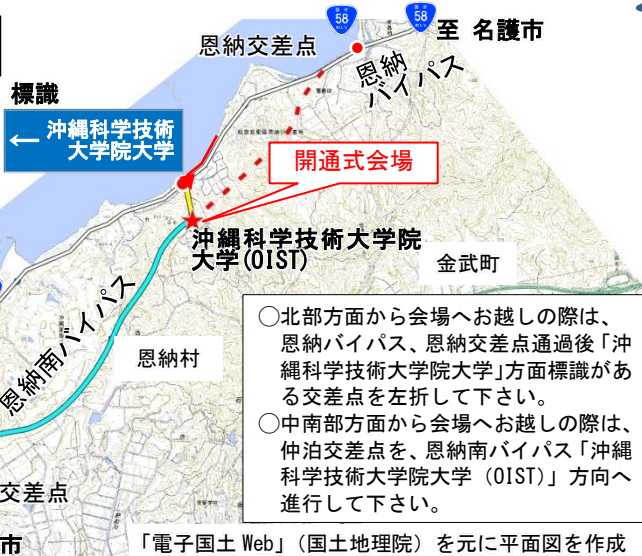 58
58
恩納交差点
至 名護市
恩納
バイパス
標識
← 沖縄科学技術
大学院大学
開通式会場
沖縄科学技術大学院
大学(OIST)
金武町
恩納南バイパス
恩納村
○北部方面から会場へお越しの際は、
恩納バイパス、恩納交差点通過後「沖
縄科学技術大学院大学」方面標識があ
る交差点を左折して下さい。
○中南部方面から会場へお越しの際は、
仲泊交差点を、恩納南バイパス「沖縄
科学技術大学院大学（OIST）」方向へ
進行して下さい。
交差点
市
「電子国土 Web」（国土地理院）を元に平面図を作成